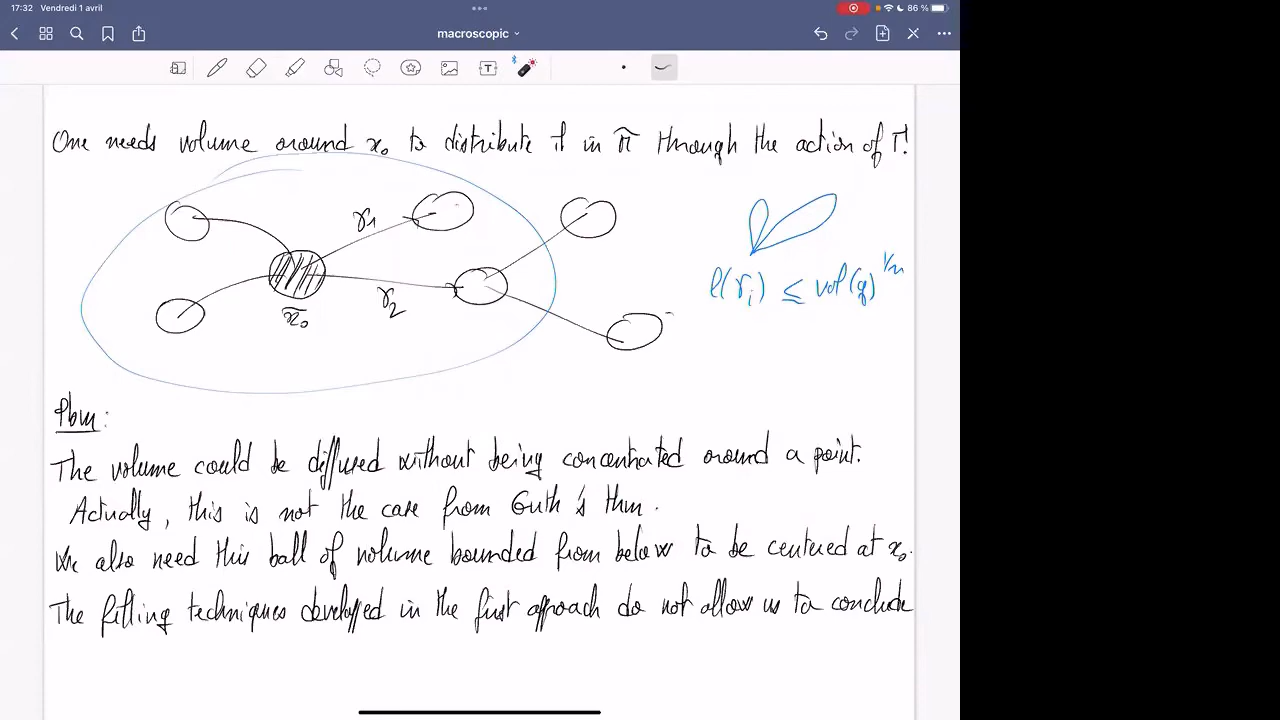 17:32 Vendredi 1 avril
86 %
macroscopic
One needs volume around x₀ to distribute it in M̃ through the action of Γ!
γ₁
γ₂
x̃₀
l(γᵢ) ≤ vol(g)^{1/n}
Pbm:
The volume could be diffused without being concentrated around a point.
Actually, this is not the case from Guth's thm.
We also need this ball of volume bounded from below to be centered at x₀.
The filling techniques developped in the first approach do not allow us to conclude